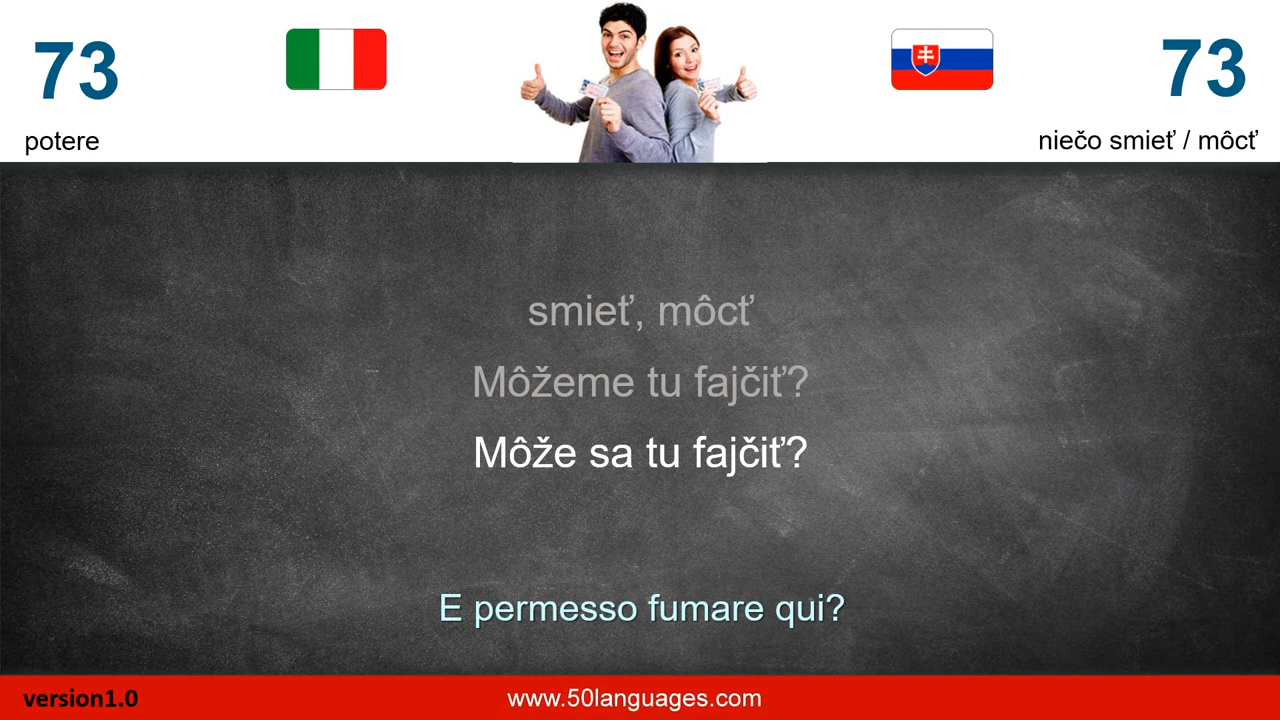 73
73
potere
niečo smieť / môcť
smieť, môcť
Môžeme tu fajčiť?
Môže sa tu fajčiť?
E permesso fumare qui?
version1.0
www.50languages.com